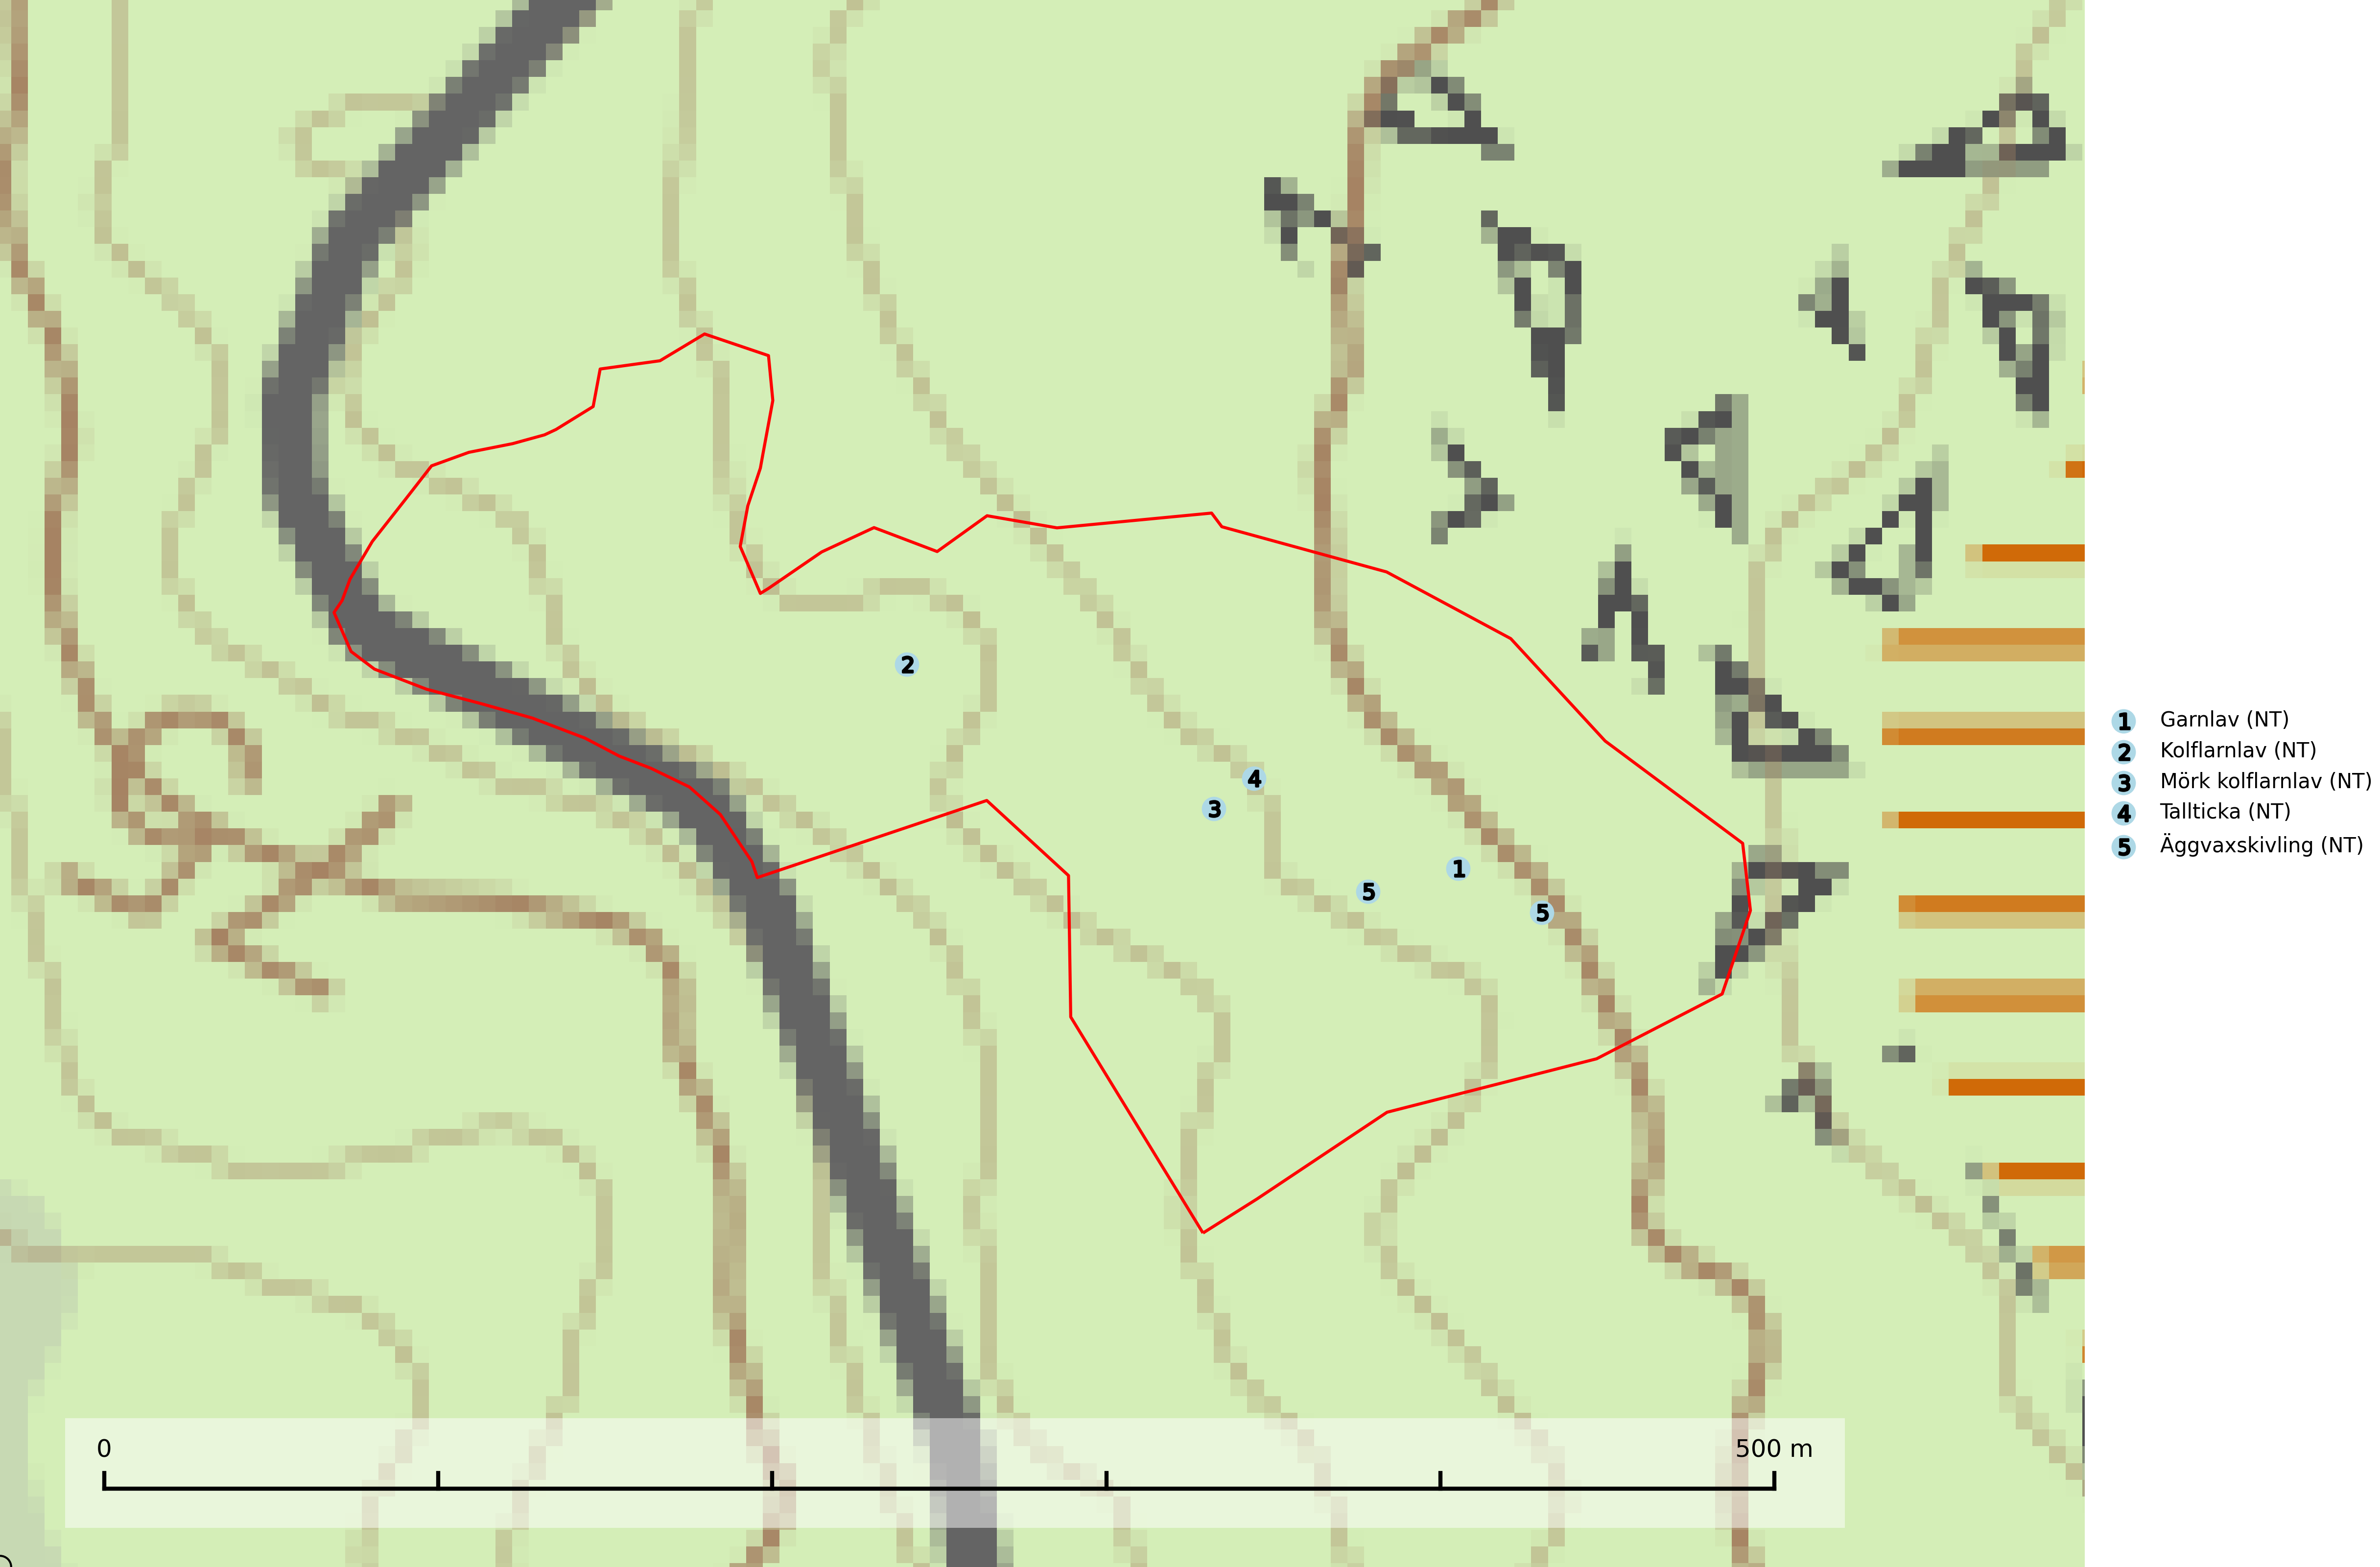 2
4
3
1
5
5
1 Garnlav (NT)
2 Kolflarnlav (NT)
3 Mörk kolflarnlav (NT)
4 Tallticka (NT)
5 Äggvaxskivling (NT)
0 500 m